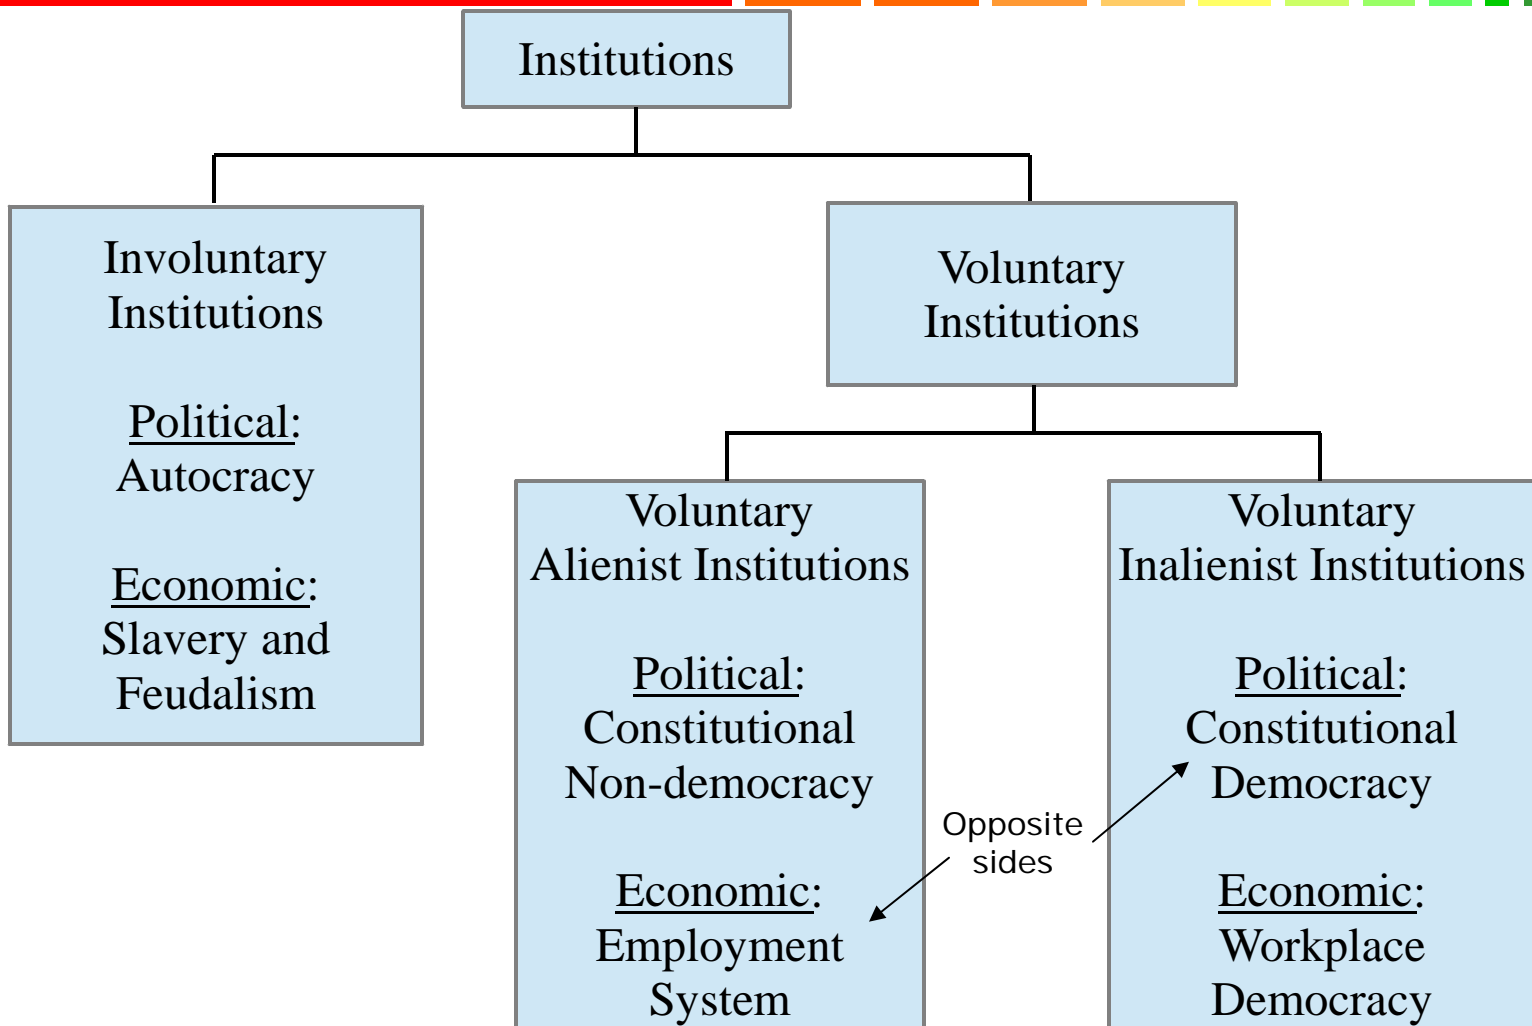 Institutions
Involuntary
Institutions
Political:
Autocracy
Economic:
Slavery and
Feudalism
Voluntary
Institutions
Voluntary
Alienist Institutions
Political:
Constitutional
Non-democracy
Economic:
Employment
System
Opposite
sides
Voluntary
Inalienist Institutions
Political:
Constitutional
Democracy
Economic:
Workplace
Democracy